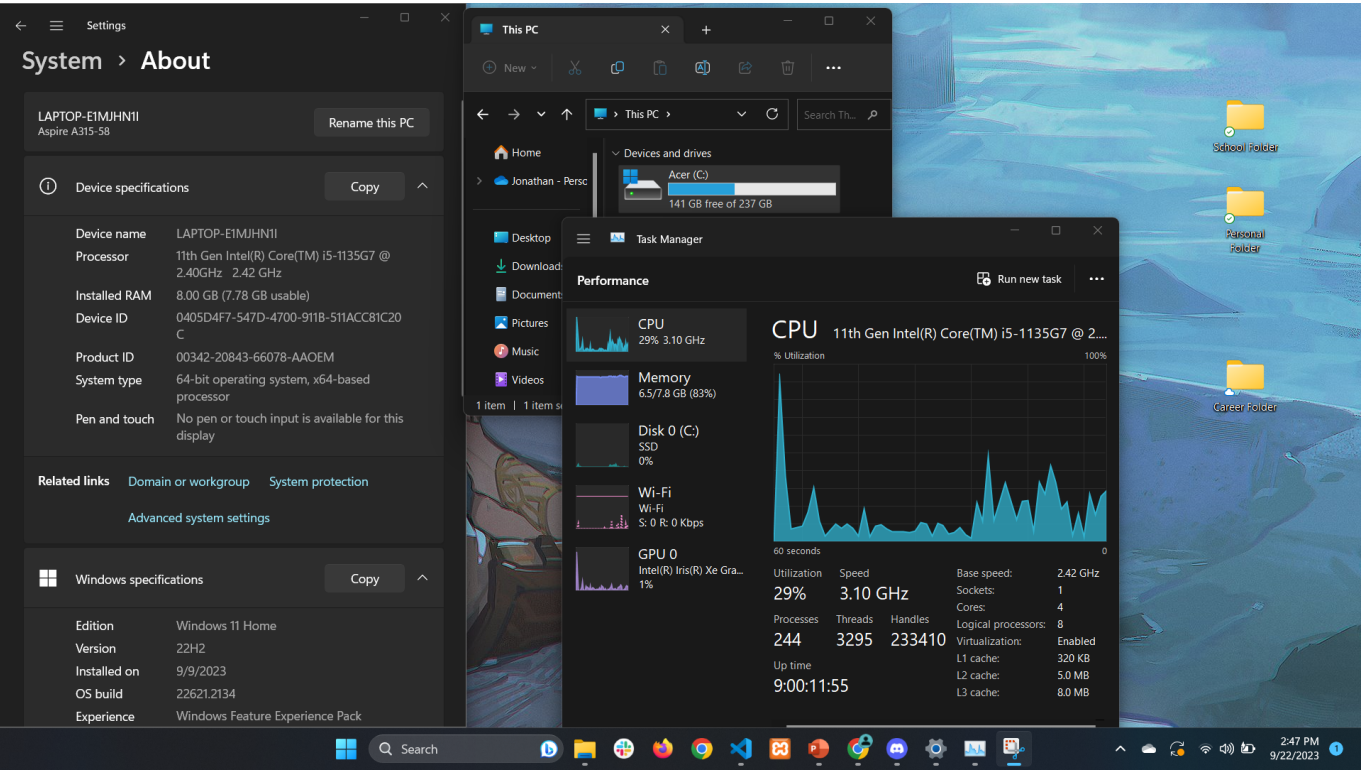 Settings
System > About
LAPTOP-E1MJHN1I
Aspire A315-58
Rename this PC
Device specifications
Copy
Device name LAPTOP-E1MJHN1I
Processor 11th Gen Intel(R) Core(TM) i5-1135G7 @
2.40GHz 2.42 GHz
Installed RAM 8.00 GB (7.78 GB usable)
Device ID 0405D4F7-547D-4700-911B-511ACC81C20
C
Product ID 00342-20843-66078-AAOEM
System type 64-bit operating system, x64-based
processor
Pen and touch No pen or touch input is available for this
display
Related links Domain or workgroup System protection
Advanced system settings
Windows specifications
Copy
Edition Windows 11 Home
Version 22H2
Installed on 9/9/2023
OS build 22621.2134
Experience Windows Feature Experience Pack
This PC
New
This PC >
Search Th...
Home
Jonathan - Perso
Desktop
Downloads
Documents
Pictures
Music
Videos
Devices and drives
Acer (C:)
141 GB free of 237 GB
1 item | 1 item se
Task Manager
Performance
Run new task
CPU
29% 3.10 GHz
Memory
6.5/7.8 GB (83%)
Disk 0 (C:)
SSD
0%
Wi-Fi
Wi-Fi
S: 0 R: 0 Kbps
GPU 0
Intel(R) Iris(R) Xe Gra...
1%
CPU 11th Gen Intel(R) Core(TM) i5-1135G7 @ 2....
% Utilization 100%
60 seconds 0
Utilization Speed
29% 3.10 GHz
Processes Threads Handles
244 3295 233410
Up time
9:00:11:55
Base speed: 2.42 GHz
Sockets: 1
Cores: 4
Logical processors: 8
Virtualization: Enabled
L1 cache: 320 KB
L2 cache: 5.0 MB
L3 cache: 8.0 MB
School Folder
Personal
Folder
Career Folder
Search
2:47 PM
9/22/2023
1